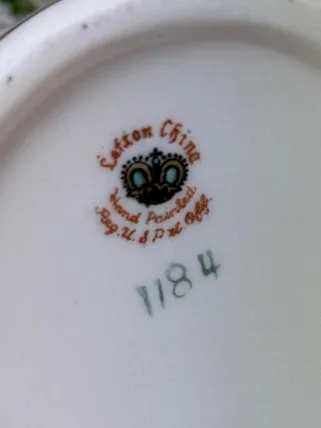 Lefton China
Hand Painted
Reg. U.S. Pat. Off.
1184